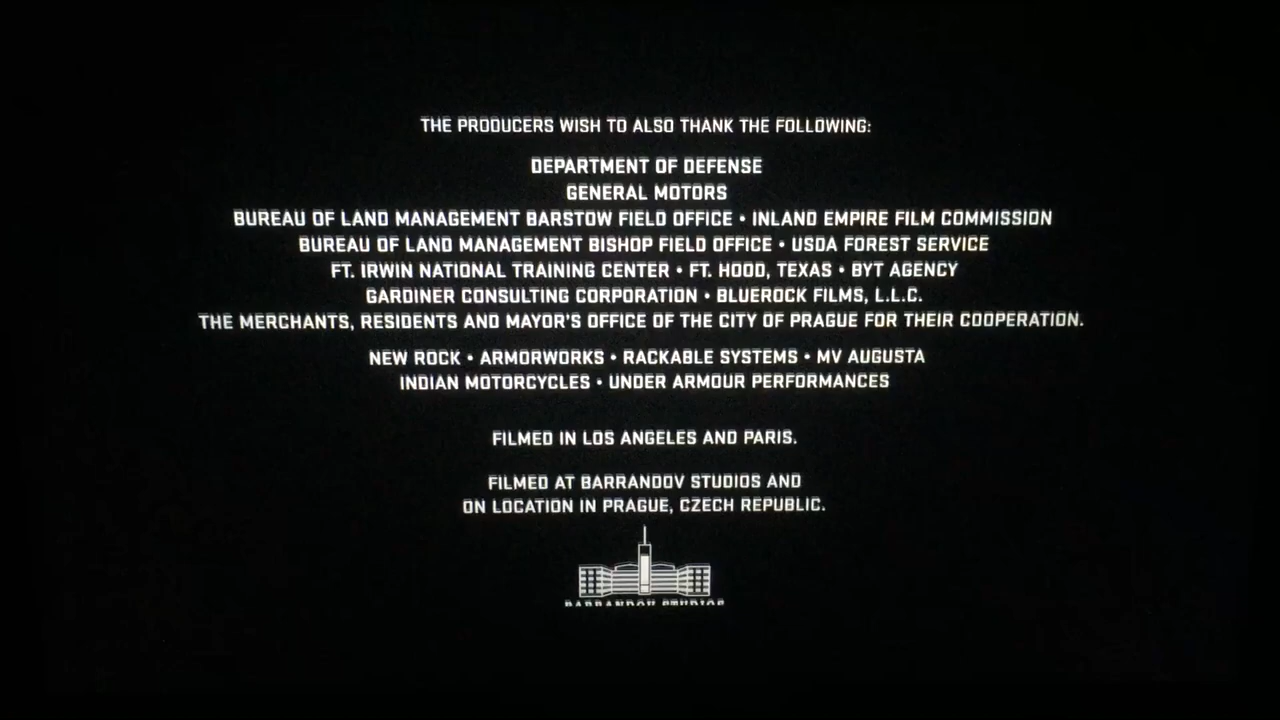 THE PRODUCERS WISH TO ALSO THANK THE FOLLOWING:
DEPARTMENT OF DEFENSE
GENERAL MOTORS
BUREAU OF LAND MANAGEMENT BARSTOW FIELD OFFICE • INLAND EMPIRE FILM COMMISSION
BUREAU OF LAND MANAGEMENT BISHOP FIELD OFFICE • USDA FOREST SERVICE
FT. IRWIN NATIONAL TRAINING CENTER • FT. HOOD, TEXAS • BYT AGENCY
GARDINER CONSULTING CORPORATION • BLUEROCK FILMS, L.L.C.
THE MERCHANTS, RESIDENTS AND MAYOR'S OFFICE OF THE CITY OF PRAGUE FOR THEIR COOPERATION.
NEW ROCK • ARMORWORKS • RACKABLE SYSTEMS • MV AUGUSTA
INDIAN MOTORCYCLES • UNDER ARMOUR PERFORMANCES
FILMED IN LOS ANGELES AND PARIS.
FILMED AT BARRANDOV STUDIOS AND
ON LOCATION IN PRAGUE, CZECH REPUBLIC.
BARRANDOV STUDIOS